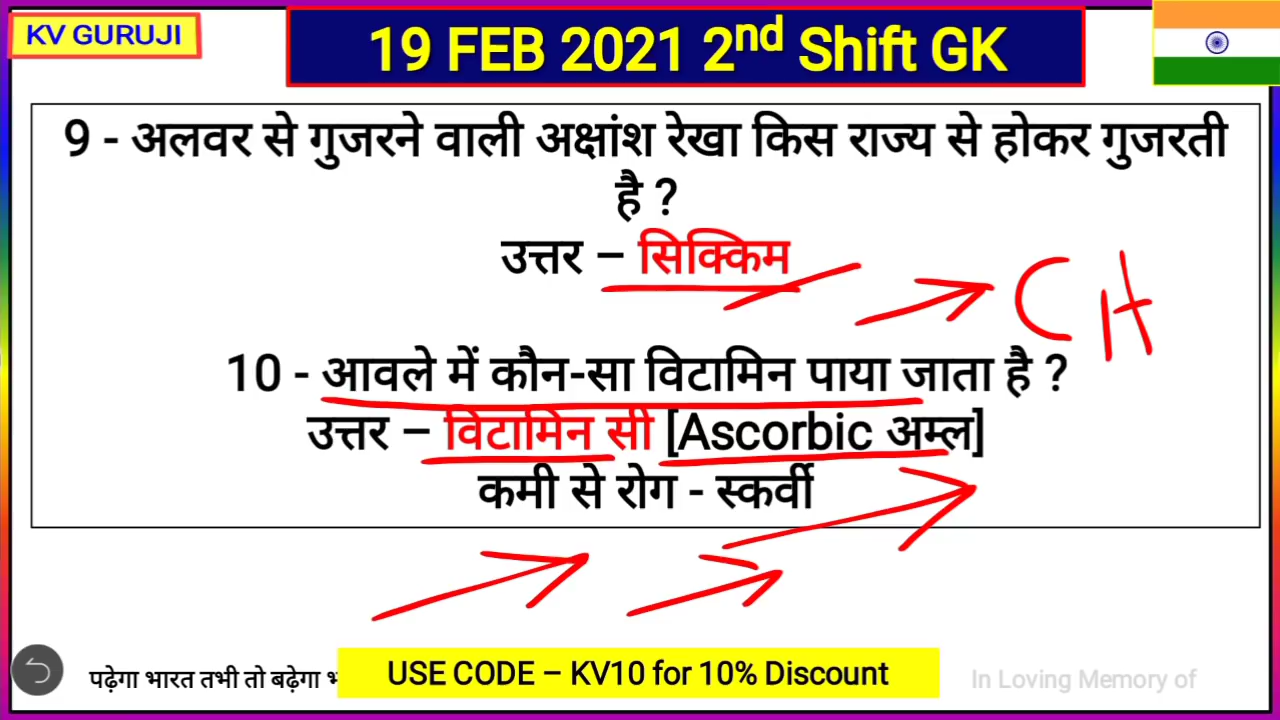 KV GURUJI
19 FEB 2021 2nd Shift GK
9 - अलवर से गुजरने वाली अक्षांश रेखा किस राज्य से होकर गुजरती
है ?
उत्तर – सिक्किम
CH
10 - आवले में कौन-सा विटामिन पाया जाता है ?
उत्तर – विटामिन सी [Ascorbic अम्ल]
कमी से रोग - स्कर्वी
पढ़ेगा भारत तभी तो बढ़ेगा
USE CODE – KV10 for 10% Discount
In Loving Memory of